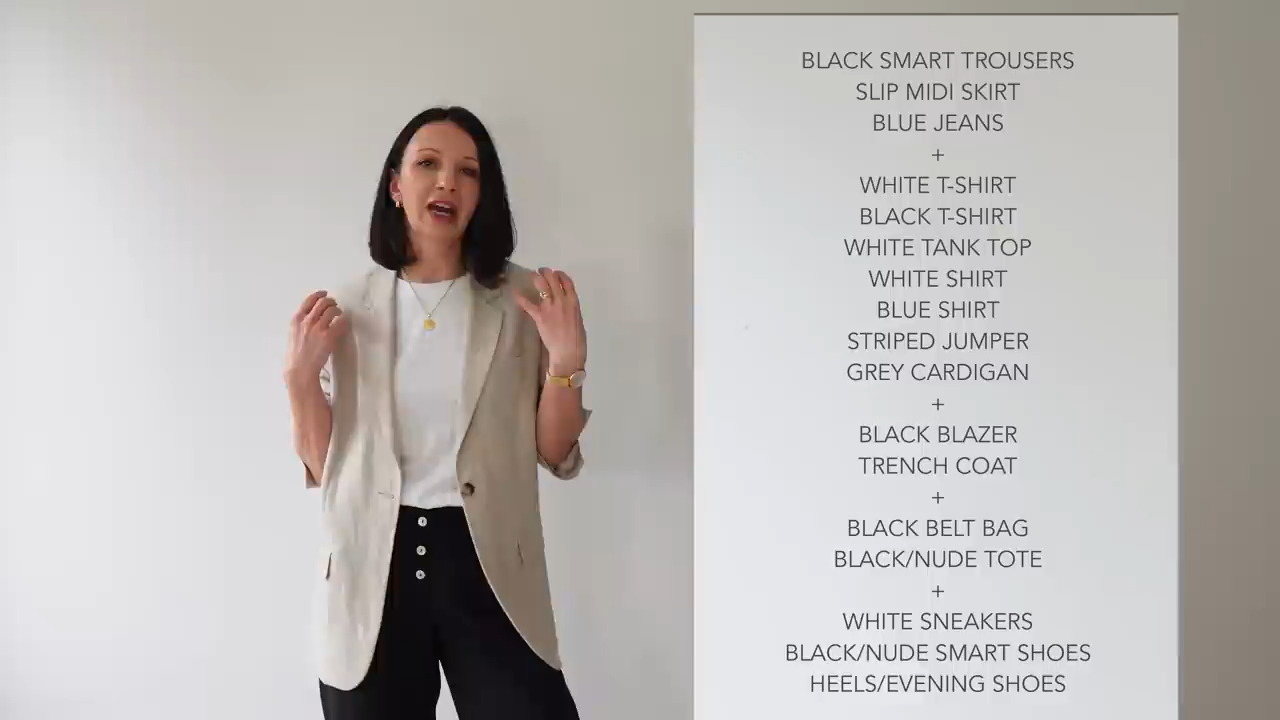 BLACK SMART TROUSERS
SLIP MIDI SKIRT
BLUE JEANS
+
WHITE T-SHIRT
BLACK T-SHIRT
WHITE TANK TOP
WHITE SHIRT
BLUE SHIRT
STRIPED JUMPER
GREY CARDIGAN
+
BLACK BLAZER
TRENCH COAT
+
BLACK BELT BAG
BLACK/NUDE TOTE
+
WHITE SNEAKERS
BLACK/NUDE SMART SHOES
HEELS/EVENING SHOES